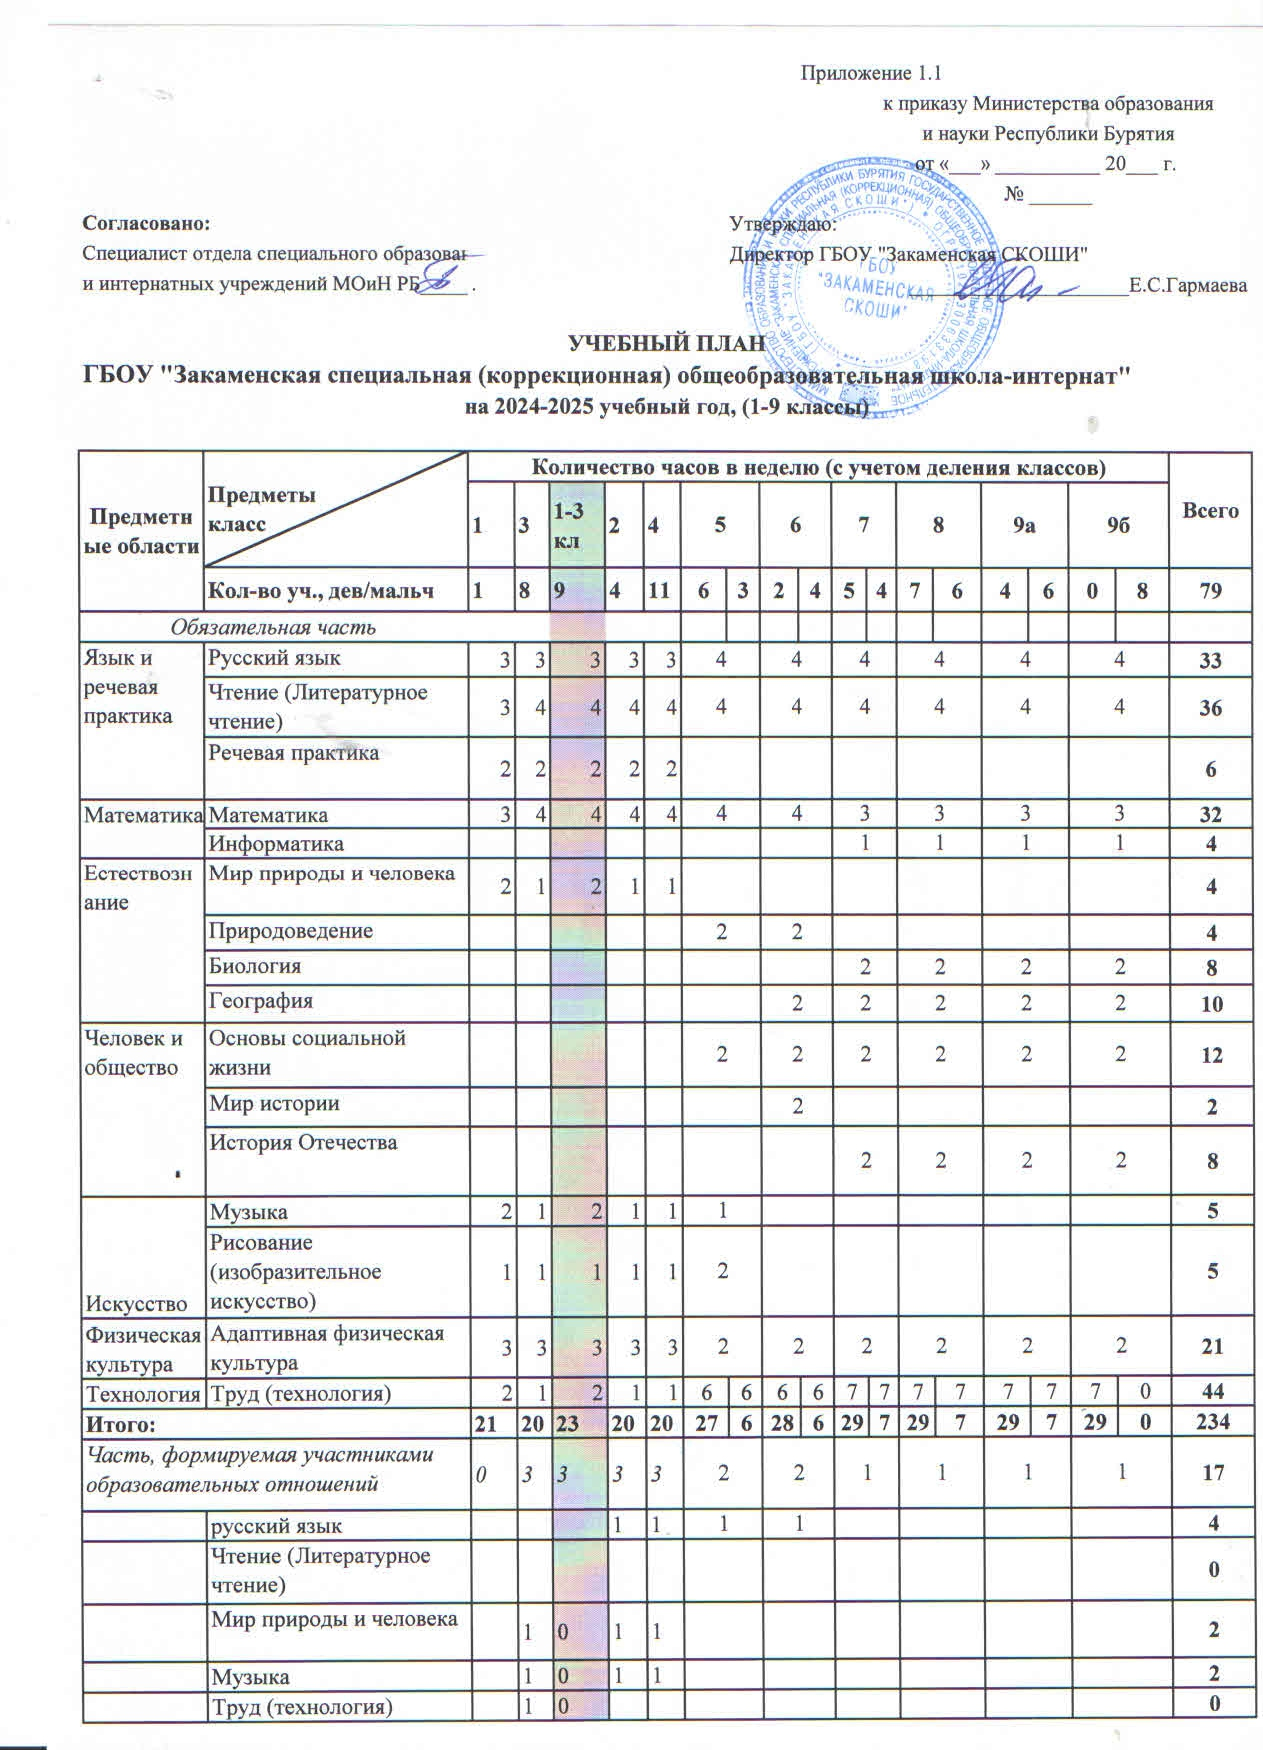 Приложение 1.1
к приказу Министерства образования
и науки Республики Бурятия
от «___» __________ 20___ г.
№ ______
Согласовано:
Специалист отдела специального образован
и интернатных учреждений МОиН РБ_____ .
Утверждаю:
Директор ГБОУ "Закаменская СКОШИ"
Е.С.Гармаева
ГБОУ
"ЗАКАМЕНСКАЯ
СКОШИ"
УЧЕБНЫЙ ПЛАН
ГБОУ "Закаменская специальная (коррекционная) общеобразовательная школа-интернат"
на 2024-2025 учебный год, (1-9 классы)
Предметн
ые области
Предметы
класс
Количество часов в неделю (с учетом деления классов)
Всего
1 3 1-3 кл 2 4 5 6 7 8 9а 9б
Кол-во уч., дев/мальч 1 8 9 4 11 6 3 2 4 5 4 7 6 4 6 0 8 79
Обязательная часть
Язык и
речевая
практика
Русский язык 3 3 3 3 3 4 4 4 4 4 4 33
Чтение (Литературное
чтение) 3 4 4 4 4 4 4 4 4 4 4 36
Речевая практика 2 2 2 2 2 6
Математика Математика 3 4 4 4 4 4 4 3 3 3 3 32
Информатика 1 1 1 1 4
Естествозн
ание
Мир природы и человека 2 1 2 1 1 4
Природоведение 2 2 4
Биология 2 2 2 2 8
География 2 2 2 2 2 10
Человек и
общество
Основы социальной
жизни 2 2 2 2 2 2 12
Мир истории 2 2
История Отечества 2 2 2 2 8
Искусство
Музыка 2 1 2 1 1 1 5
Рисование
(изобразительное
искусство) 1 1 1 1 1 2 5
Физическая
культура
Адаптивная физическая
культура 3 3 3 3 3 2 2 2 2 2 2 21
Технология Труд (технология) 2 1 2 1 1 6 6 6 6 7 7 7 7 7 7 7 0 44
Итого: 21 20 23 20 20 27 6 28 6 29 7 29 7 29 7 29 0 234
Часть, формируемая участниками
образовательных отношений 0 3 3 3 3 2 2 1 1 1 1 17
русский язык 1 1 1 1 4
Чтение (Литературное
чтение) 0
Мир природы и человека 1 0 1 1 2
Музыка 1 0 1 1 2
Труд (технология) 1 0 0